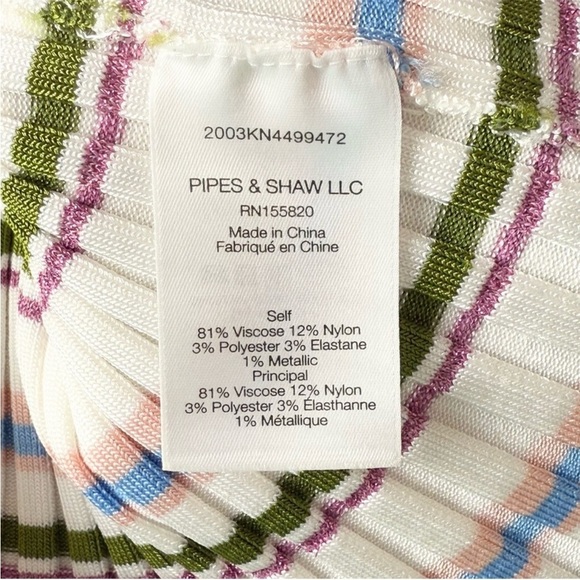 2003KN4499472
PIPES & SHAW LLC
RN155820
Made in China
Fabriqué en Chine
Self
81% Viscose 12% Nylon
3% Polyester 3% Elastane
1% Metallic
Principal
81% Viscose 12% Nylon
3% Polyester 3% Élasthanne
1% Métallique